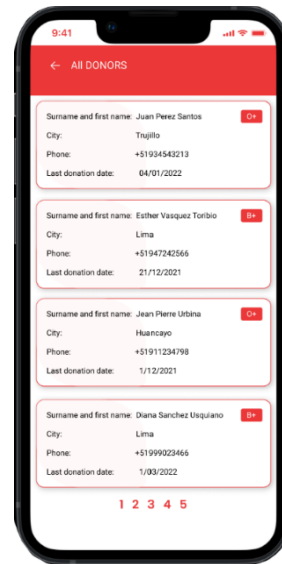 9:41
← All DONORS
Surname and first name: Juan Perez Santos O+
City: Trujillo
Phone: +51934543213
Last donation date: 04/01/2022
Surname and first name: Esther Vasquez Toribio B+
City: Lima
Phone: +51947242566
Last donation date: 21/12/2021
Surname and first name: Jean Pierre Urbina O+
City: Huancayo
Phone: +51911234798
Last donation date: 1/12/2021
Surname and first name: Diana Sanchez Usquiano B+
City: Lima
Phone: +51999023466
Last donation date: 1/03/2022
1 2 3 4 5